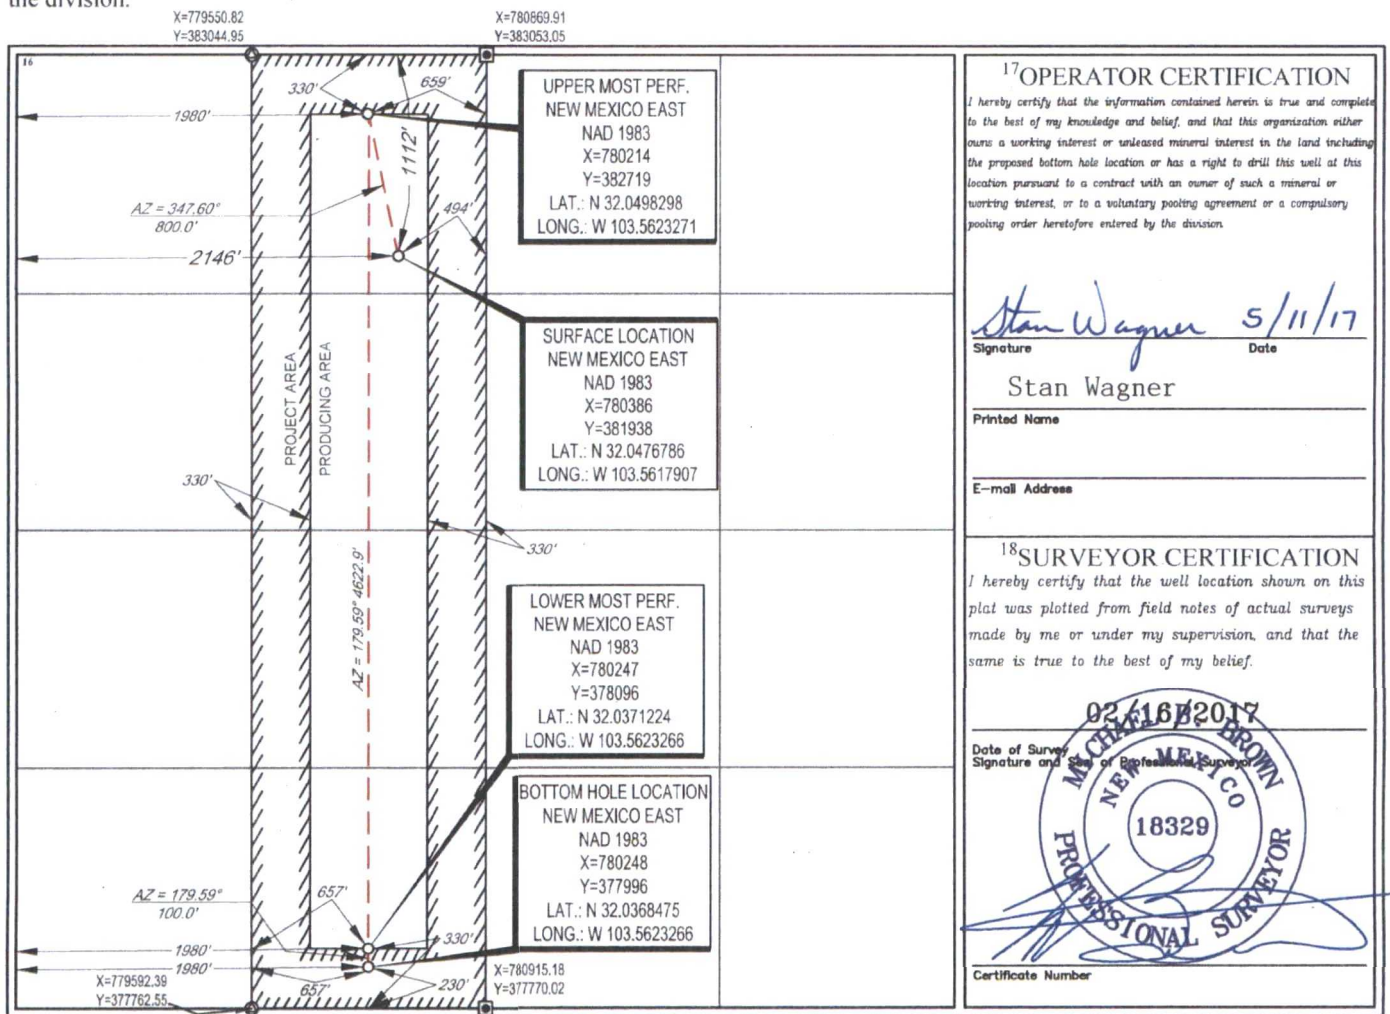 the division.
X=779550.82
Y=383044.95
X=780869.91
Y=383053.05
16
330'
659'
1980'
1112'
AZ = 347.60°
800.0'
494'
2146'
UPPER MOST PERF.
NEW MEXICO EAST
NAD 1983
X=780214
Y=382719
LAT.: N 32.0498298
LONG.: W 103.5623271
SURFACE LOCATION
NEW MEXICO EAST
NAD 1983
X=780386
Y=381938
LAT.: N 32.0476786
LONG.: W 103.5617907
PROJECT AREA
PRODUCING AREA
330'
330'
AZ = 179.59° 4622.9'
LOWER MOST PERF.
NEW MEXICO EAST
NAD 1983
X=780247
Y=378096
LAT.: N 32.0371224
LONG.: W 103.5623266
BOTTOM HOLE LOCATION
NEW MEXICO EAST
NAD 1983
X=780248
Y=377996
LAT.: N 32.0368475
LONG.: W 103.5623266
AZ = 179.59°
100.0'
657'
1980'
330'
1980'
657'
230'
X=779592.39
Y=377762.55
X=780915.18
Y=377770.02
17OPERATOR CERTIFICATION
I hereby certify that the information contained herein is true and complete
to the best of my knowledge and belief, and that this organization either
owns a working interest or unleased mineral interest in the land including
the proposed bottom hole location or has a right to drill this well at this
location pursuant to a contract with an owner of such a mineral or
working interest, or to a voluntary pooling agreement or a compulsory
pooling order heretofore entered by the division
Stan Wagner 5/11/17
Signature Date
Stan Wagner
Printed Name
E-mail Address
18SURVEYOR CERTIFICATION
I hereby certify that the well location shown on this
plat was plotted from field notes of actual surveys
made by me or under my supervision, and that the
same is true to the best of my belief.
02/16/2017
Date of Survey
Signature and Seal of Professional Surveyor
MICHAEL B. BROWN
NEW MEXICO
18329
PROFESSIONAL SURVEYOR
Certificate Number